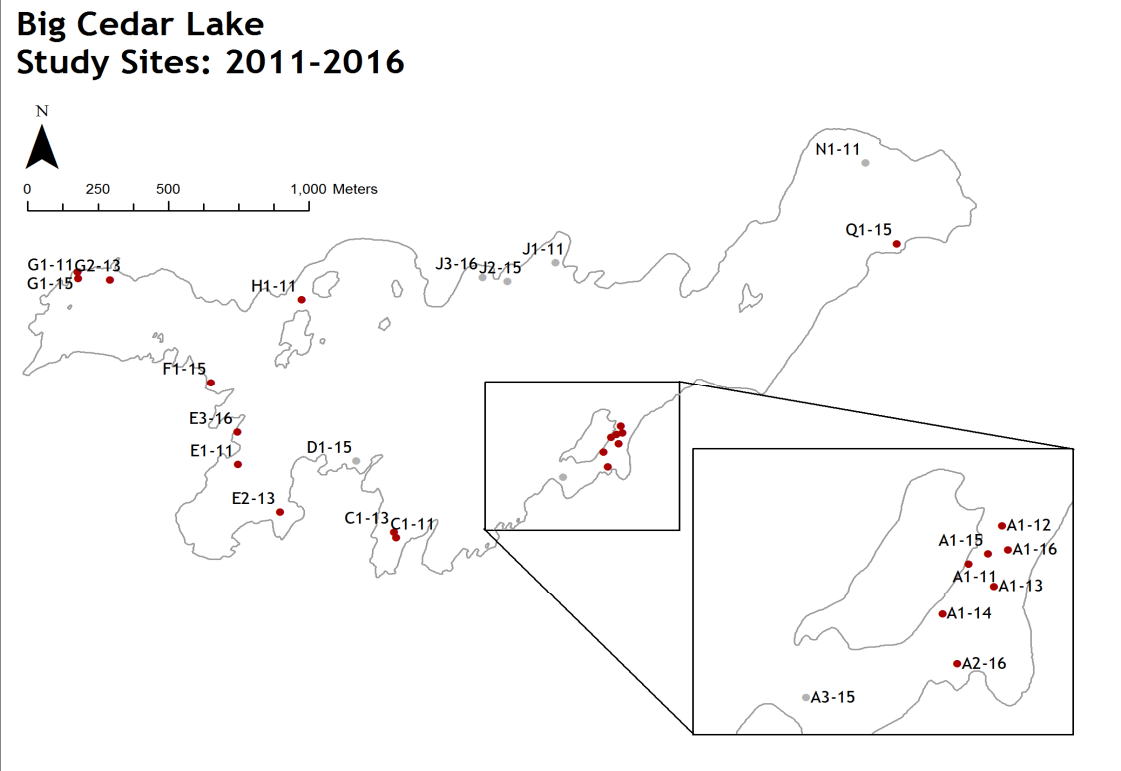 Big Cedar Lake
Study Sites: 2011-2016
N
0 250 500 1,000 Meters
N1-11
Q1-15
J1-11
J3-16 J2-15
G1-11 G2-13
G1-15
H1-11
F1-15
E3-16
E1-11
D1-15
E2-13
C1-13 C1-11
A1-12
A1-15
A1-16
A1-11
A1-13
A1-14
A2-16
A3-15